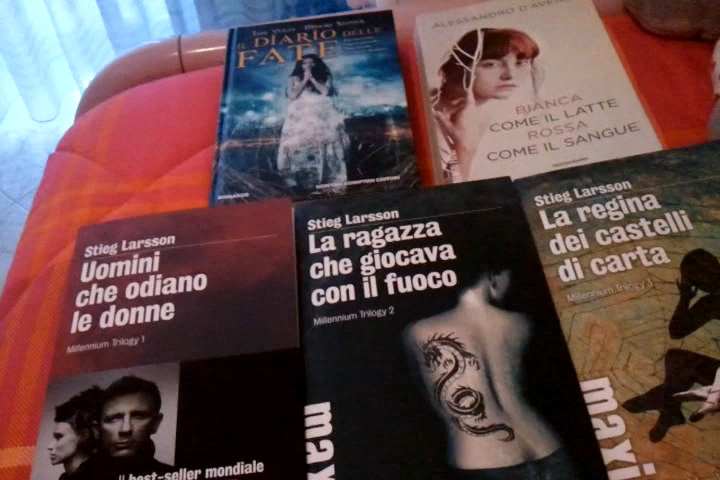 IL DIARIO DELLE
FATE
ROMANZO
NEWTON COMPTON EDITORI
ALESSANDRO D'AVENIA
BIANCA
COME IL LATTE
ROSSA
COME IL SANGUE
Stieg Larsson
Uomini
che odiano
le donne
Millennium Trilogy 1
Il best-seller mondiale
Stieg Larsson
La ragazza
che giocava
con il fuoco
Millennium Trilogy 2
maxi
Stieg Larsson
La regina
dei castelli
di carta
Millennium Trilogy 3
maxi